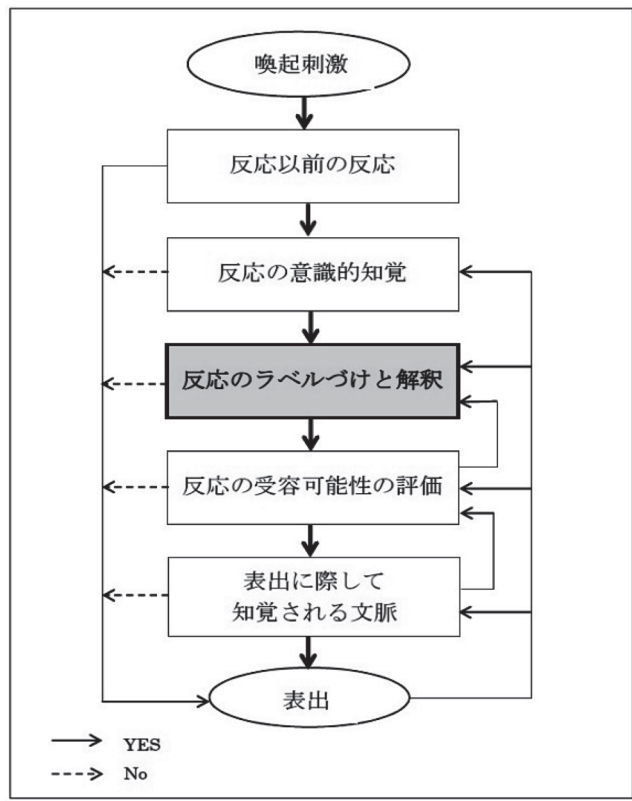 喚起刺激
反応以前の反応
反応の意識的知覚
反応のラベルづけと解釈
反応の受容可能性の評価
表出に際して
知覚される文脈
表出
YES
No